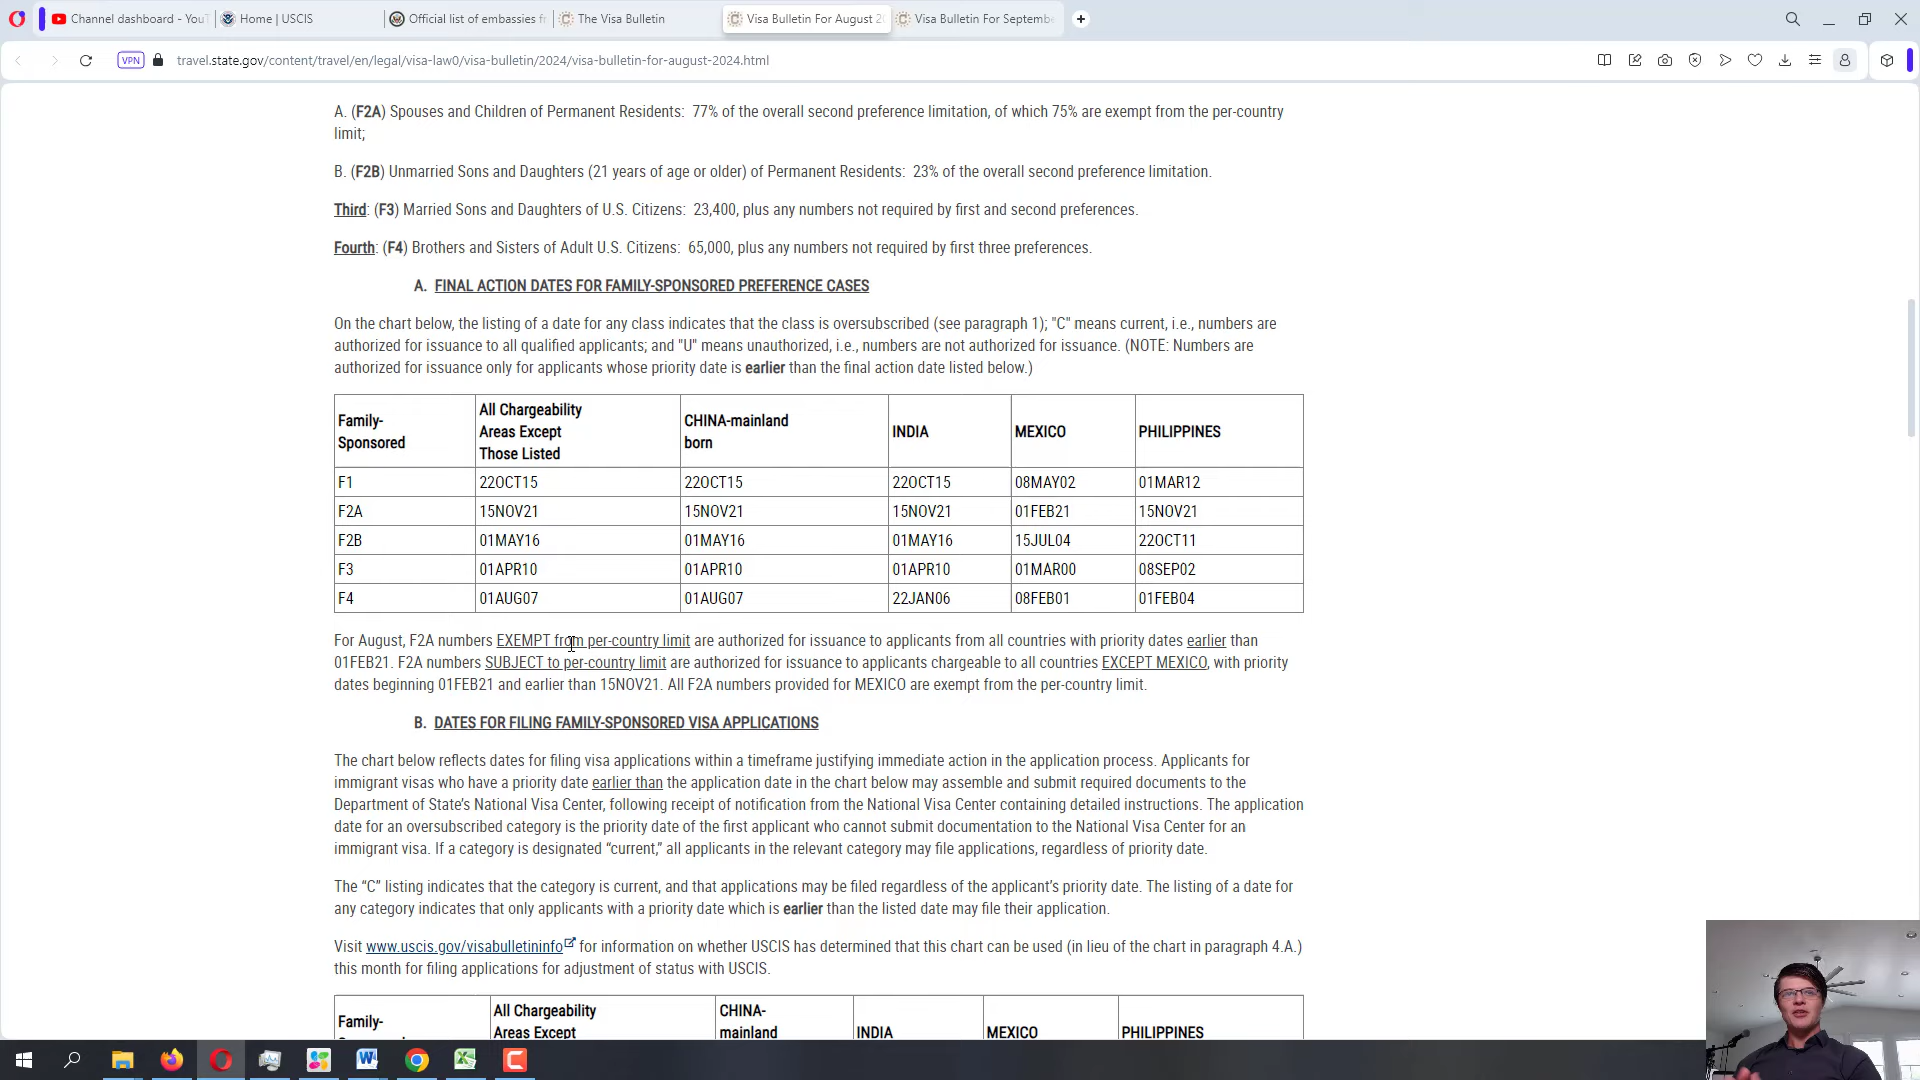 Channel dashboard - YouT
Home | USCIS
Official list of embassies fr
The Visa Bulletin
Visa Bulletin For August 2
Visa Bulletin For Septemb
VPN
travel.state.gov/content/travel/en/legal/visa-law0/visa-bulletin/2024/visa-bulletin-for-august-2024.html
A. (F2A) Spouses and Children of Permanent Residents:  77% of the overall second preference limitation, of which 75% are exempt from the per-country
limit;
B. (F2B) Unmarried Sons and Daughters (21 years of age or older) of Permanent Residents:  23% of the overall second preference limitation.
Third: (F3) Married Sons and Daughters of U.S. Citizens:  23,400, plus any numbers not required by first and second preferences.
Fourth: (F4) Brothers and Sisters of Adult U.S. Citizens:  65,000, plus any numbers not required by first three preferences.
A. FINAL ACTION DATES FOR FAMILY-SPONSORED PREFERENCE CASES
On the chart below, the listing of a date for any class indicates that the class is oversubscribed (see paragraph 1); "C" means current, i.e., numbers are
authorized for issuance to all qualified applicants; and "U" means unauthorized, i.e., numbers are not authorized for issuance. (NOTE: Numbers are
authorized for issuance only for applicants whose priority date is earlier than the final action date listed below.)
Family-
Sponsored
All Chargeability
Areas Except
Those Listed
CHINA-mainland
born
INDIA
MEXICO
PHILIPPINES
F1 22OCT15 22OCT15 22OCT15 08MAY02 01MAR12
F2A 15NOV21 15NOV21 15NOV21 01FEB21 15NOV21
F2B 01MAY16 01MAY16 01MAY16 15JUL04 22OCT11
F3 01APR10 01APR10 01APR10 01MAR00 08SEP02
F4 01AUG07 01AUG07 22JAN06 08FEB01 01FEB04
For August, F2A numbers EXEMPT from per-country limit are authorized for issuance to applicants from all countries with priority dates earlier than
01FEB21. F2A numbers SUBJECT to per-country limit are authorized for issuance to applicants chargeable to all countries EXCEPT MEXICO, with priority
dates beginning 01FEB21 and earlier than 15NOV21. All F2A numbers provided for MEXICO are exempt from the per-country limit.
B. DATES FOR FILING FAMILY-SPONSORED VISA APPLICATIONS
The chart below reflects dates for filing visa applications within a timeframe justifying immediate action in the application process. Applicants for
immigrant visas who have a priority date earlier than the application date in the chart below may assemble and submit required documents to the
Department of State's National Visa Center, following receipt of notification from the National Visa Center containing detailed instructions. The application
date for an oversubscribed category is the priority date of the first applicant who cannot submit documentation to the National Visa Center for an
immigrant visa. If a category is designated “current,” all applicants in the relevant category may file applications, regardless of priority date.
The “C” listing indicates that the category is current, and that applications may be filed regardless of the applicant’s priority date. The listing of a date for
any category indicates that only applicants with a priority date which is earlier than the listed date may file their application.
Visit www.uscis.gov/visabulletininfo for information on whether USCIS has determined that this chart can be used (in lieu of the chart in paragraph 4.A.)
this month for filing applications for adjustment of status with USCIS.
Family-
All Chargeability
Areas Except
CHINA-
mainland
INDIA
MEXICO
PHILIPPINES